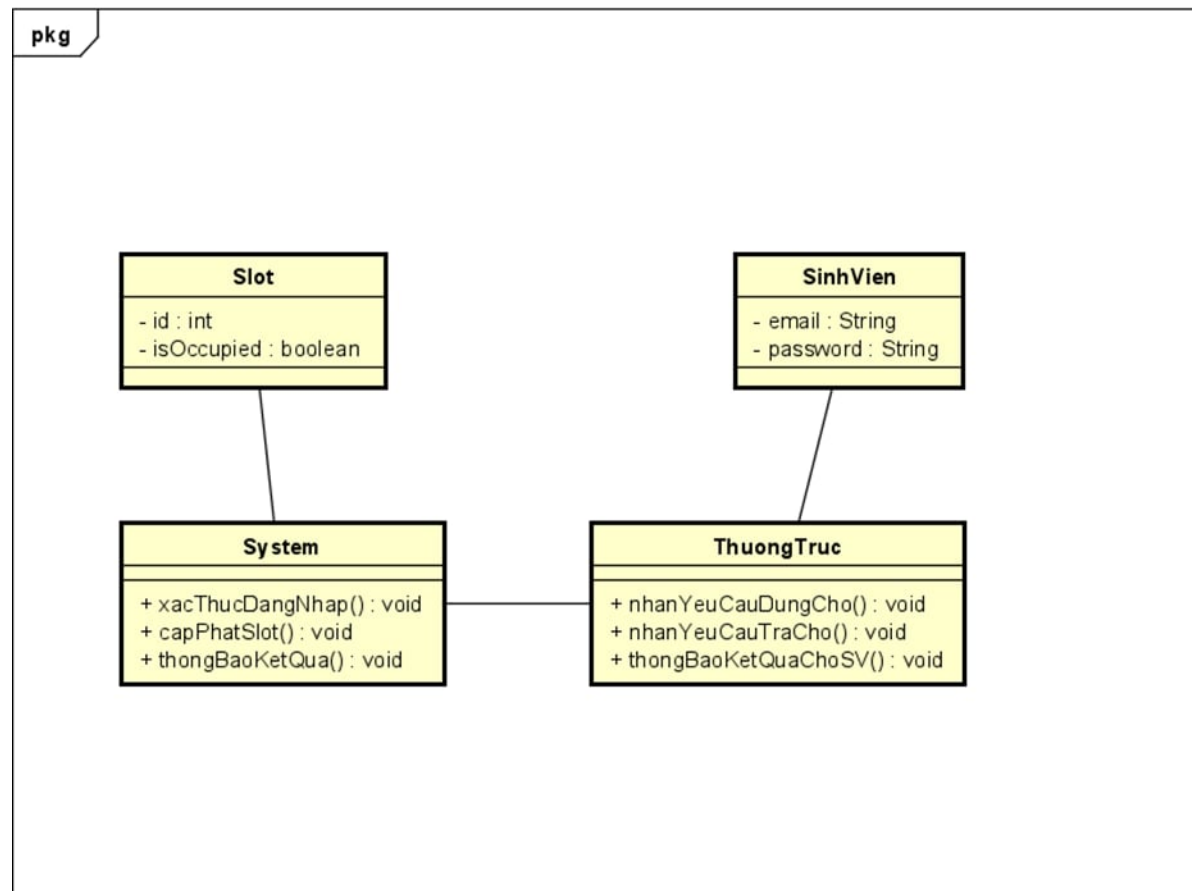 pkg
Slot
- id : int
- isOccupied : boolean
SinhVien
- email : String
- password : String
System
+ xacThucDangNhap() : void
+ capPhatSlot() : void
+ thongBaoKetQua() : void
ThuongTruc
+ nhanYeuCauDungCho() : void
+ nhanYeuCauTraCho() : void
+ thongBaoKetQuaChoSV() : void